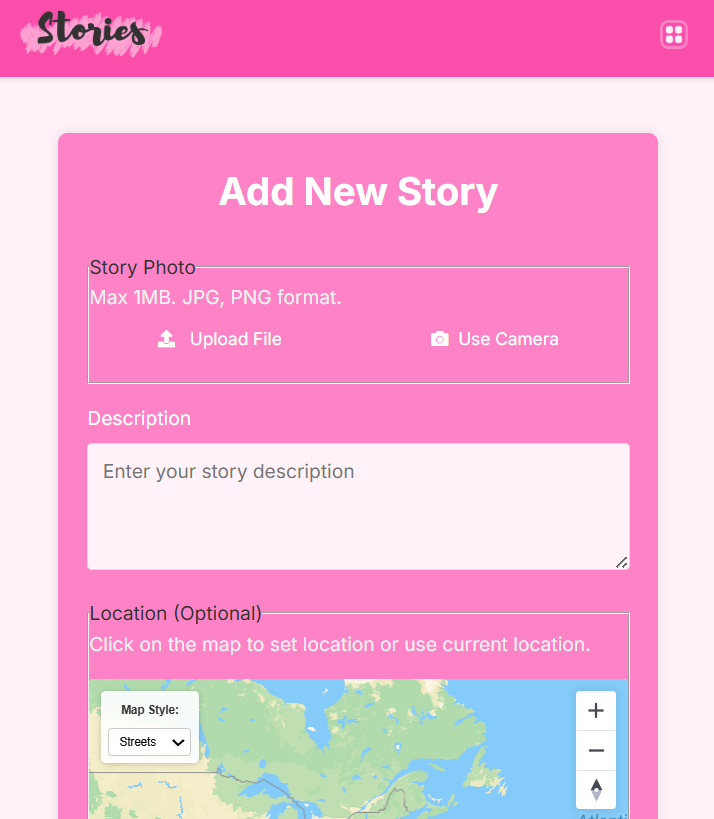 Stories
Add New Story
Story Photo
Max 1MB. JPG, PNG format.
Upload File
Use Camera
Description
Enter your story description
Location (Optional)
Click on the map to set location or use current location.
Map Style:
Streets